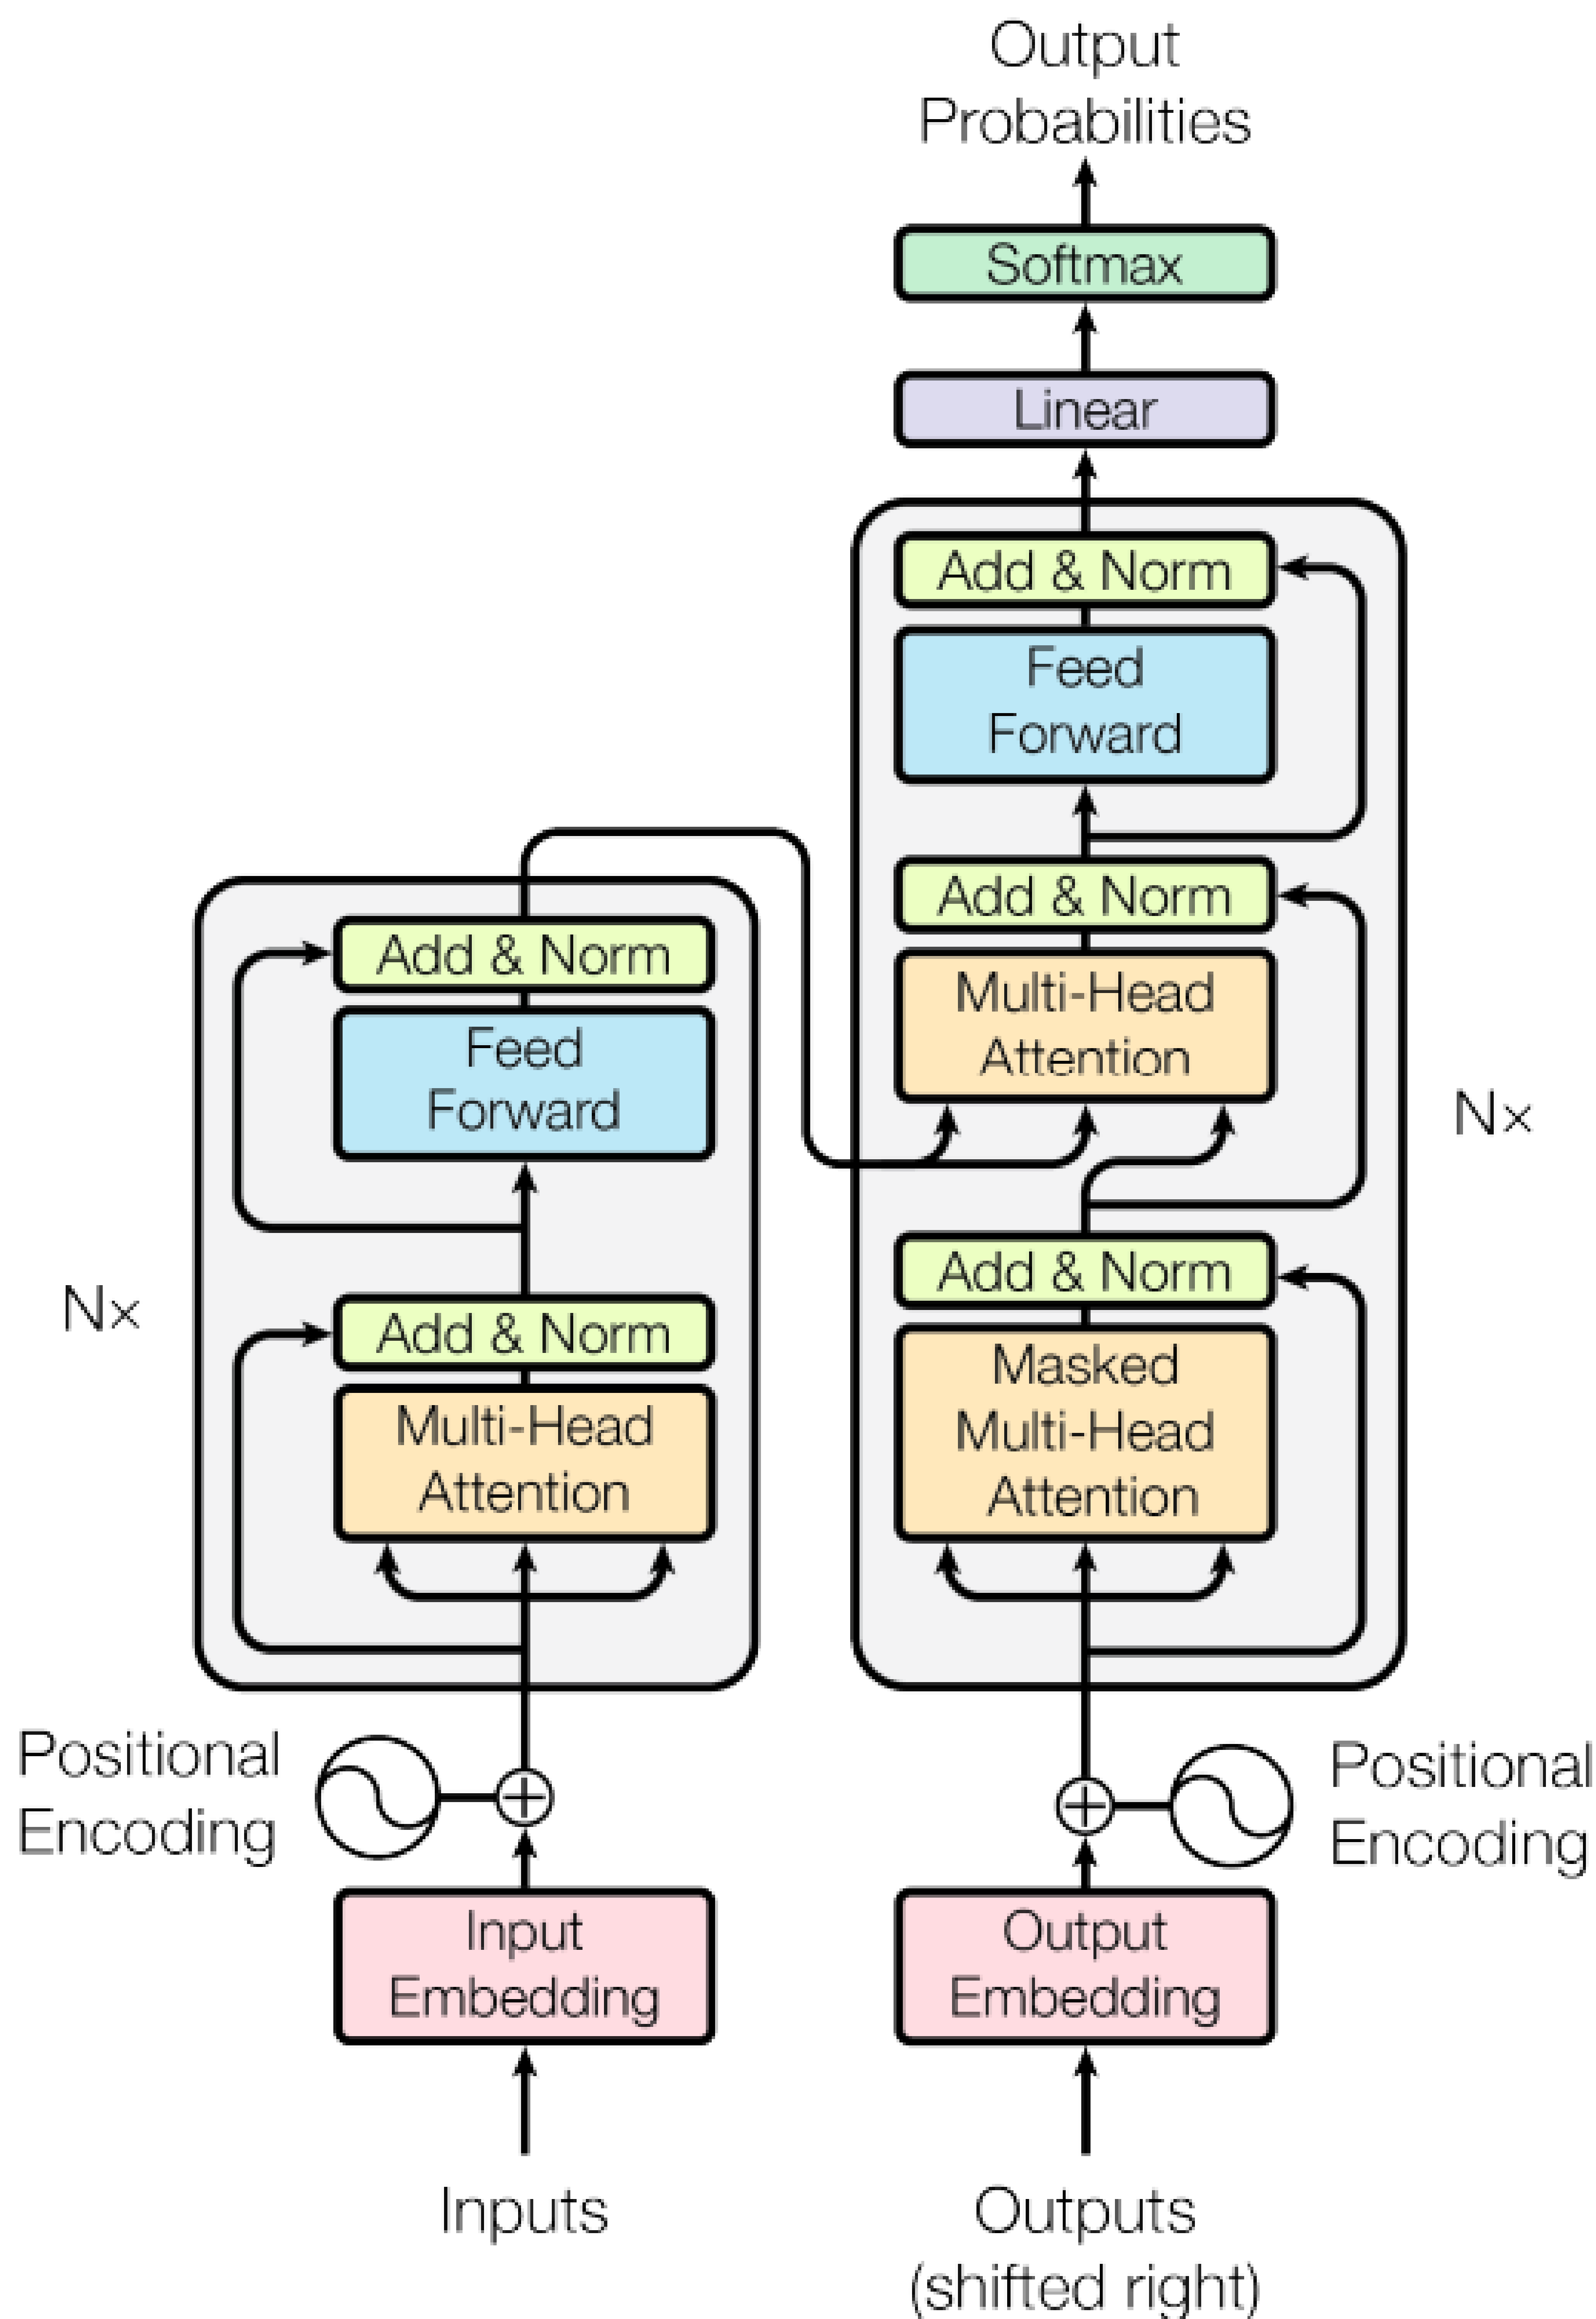 Output
Probabilities
Softmax
Linear
Add & Norm
Feed
Forward
Add & Norm
Multi-Head
Attention
Add & Norm
Masked
Multi-Head
Attention
N×
Positional
Encoding
Output
Embedding
Outputs
(shifted right)
Add & Norm
Feed
Forward
Add & Norm
Multi-Head
Attention
N×
Positional
Encoding
Input
Embedding
Inputs